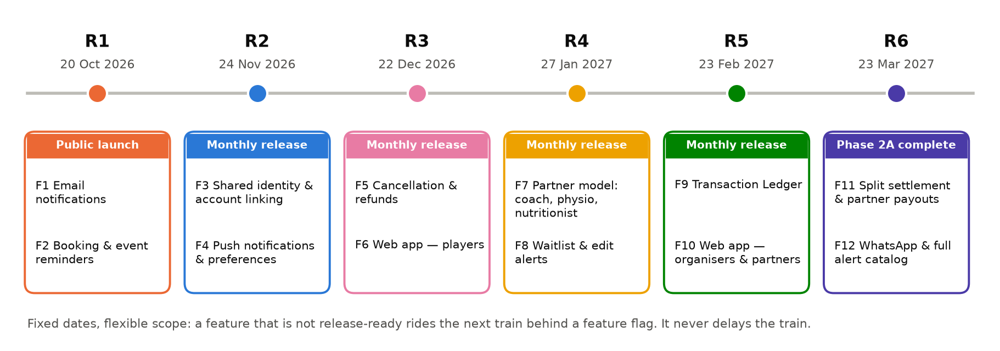 R1
20 Oct 2026
R2
24 Nov 2026
R3
22 Dec 2026
R4
27 Jan 2027
R5
23 Feb 2027
R6
23 Mar 2027
Public launch
F1 Email
notifications
F2 Booking & event
reminders
Monthly release
F3 Shared identity &
account linking
F4 Push notifications
& preferences
Monthly release
F5 Cancellation &
refunds
F6 Web app — players
Monthly release
F7 Partner model:
coach, physio,
nutritionist
F8 Waitlist & edit
alerts
Monthly release
F9 Transaction Ledger
F10 Web app —
organisers & partners
Phase 2A complete
F11 Split settlement
& partner payouts
F12 WhatsApp & full
alert catalog
Fixed dates, flexible scope: a feature that is not release-ready rides the next train behind a feature flag. It never delays the train.